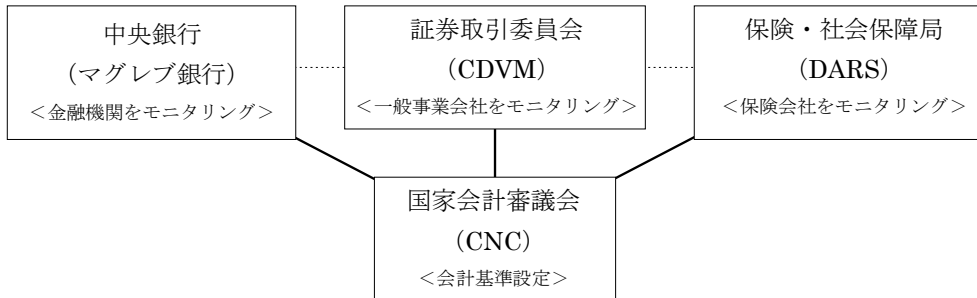 中央銀行
（マグレブ銀行）
＜金融機関をモニタリング＞
証券取引委員会
（CDVM）
＜一般事業会社をモニタリング＞
保険・社会保障局
（DARS）
＜保険会社をモニタリング＞
国家会計審議会
（CNC）
＜会計基準設定＞